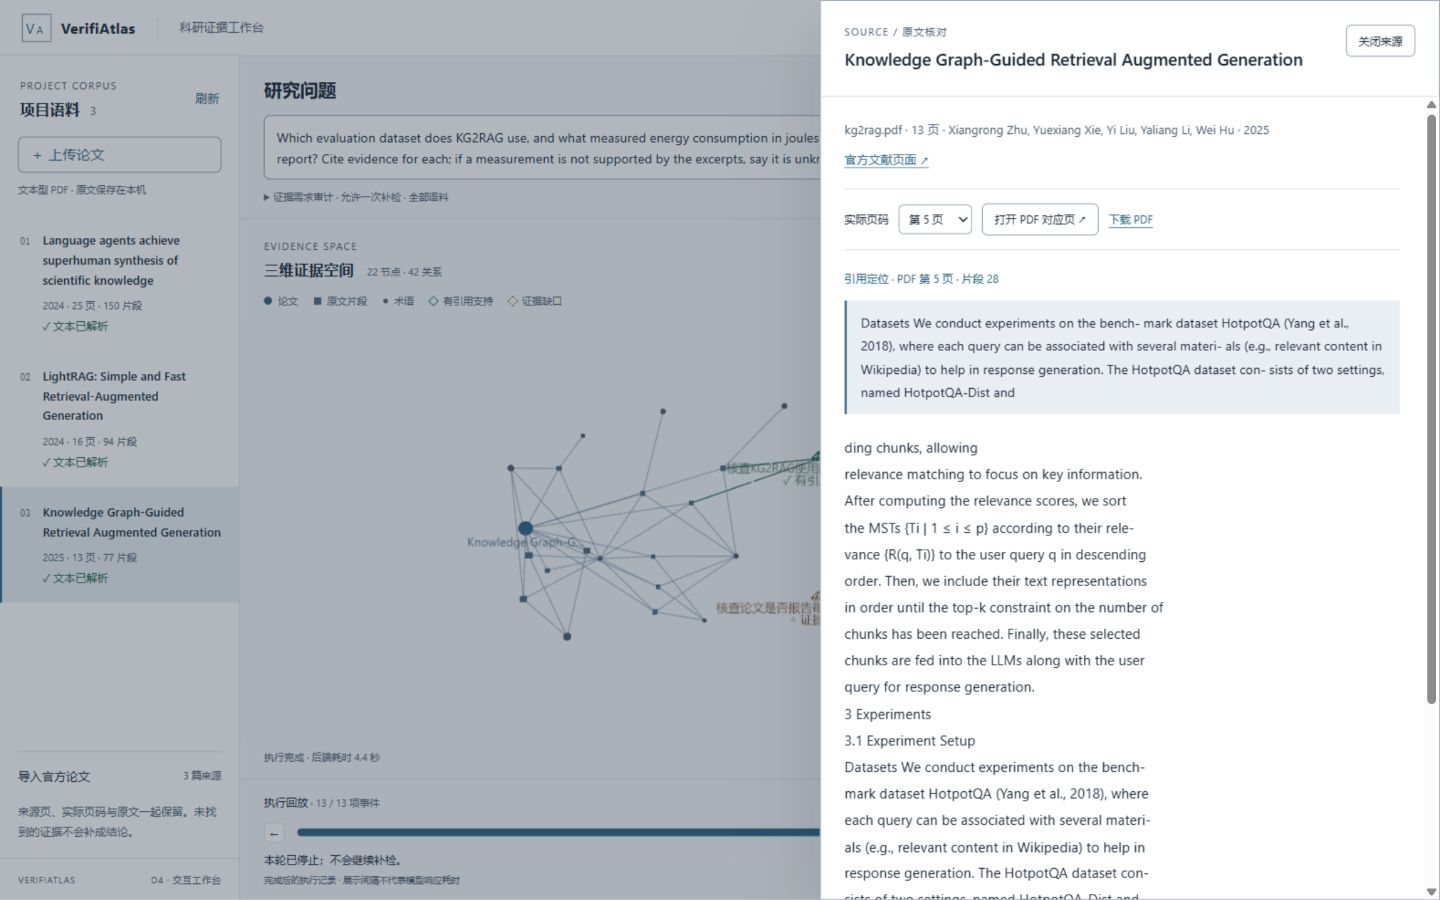 VA VerifiAtlas 科研证据工作台
PROJECT CORPUS
项目语料 3
刷新
+ 上传论文
文本型 PDF · 原文保存在本机
01 Language agents achieve
superhuman synthesis of
scientific knowledge
2024 · 25 页 · 150 片段
✓ 文本已解析
02 LightRAG: Simple and Fast
Retrieval-Augmented
Generation
2024 · 16 页 · 94 片段
✓ 文本已解析
03 Knowledge Graph-Guided
Retrieval Augmented Generation
2025 · 13 页 · 77 片段
✓ 文本已解析
导入官方论文 3 篇来源
来源页、实际页码与原文一起保留。未找
到的证据不会补成结论。
VERIFIATLAS D4 · 交互工作台
研究问题
Which evaluation dataset does KG2RAG use, and what measured energy consumption in joules
report? Cite evidence for each; if a measurement is not supported by the excerpts, say it is unk
▶ 证据需求审计 · 允许一次补检 · 全部语料
EVIDENCE SPACE
三维证据空间 22 节点 · 42 关系
论文 原文片段 术语 有引用支持 证据缺口
核查KG2RAG使用
✓ 有引
Knowledge Graph-G...
核查论文是否报告
执行完成 · 后端耗时 4.4 秒
执行回放 · 13 / 13 项事件
←
本轮已停止：不会继续补检。
完成后的执行记录 · 展示间隔不代表模型响应耗时
SOURCE / 原文核对
Knowledge Graph-Guided Retrieval Augmented Generation
关闭来源
kg2rag.pdf · 13 页 · Xiangrong Zhu, Yuexiang Xie, Yi Liu, Yaliang Li, Wei Hu · 2025
官方文献页面 ↗
实际页码 第 5 页 打开 PDF 对应页 ↗ 下载 PDF
引用定位 · PDF 第 5 页 · 片段 28
Datasets We conduct experiments on the bench- mark dataset HotpotQA (Yang et al.,
2018), where each query can be associated with several materi- als (e.g., relevant content in
Wikipedia) to help in response generation. The HotpotQA dataset con- sists of two settings,
named HotpotQA-Dist and
ding chunks, allowing
relevance matching to focus on key information.
After computing the relevance scores, we sort
the MSTs {Ti | 1 ≤ i ≤ p} according to their rele-
vance {R(q, Ti)} to the user query q in descending
order. Then, we include their text representations
in order until the top-k constraint on the number of
chunks has been reached. Finally, these selected
chunks are fed into the LLMs along with the user
query for response generation.
3 Experiments
3.1 Experiment Setup
Datasets We conduct experiments on the bench-
mark dataset HotpotQA (Yang et al., 2018), where
each query can be associated with several materi-
als (e.g., relevant content in Wikipedia) to help in
response generation. The HotpotQA dataset con-
sists of two settings, named HotpotQA-Dist and